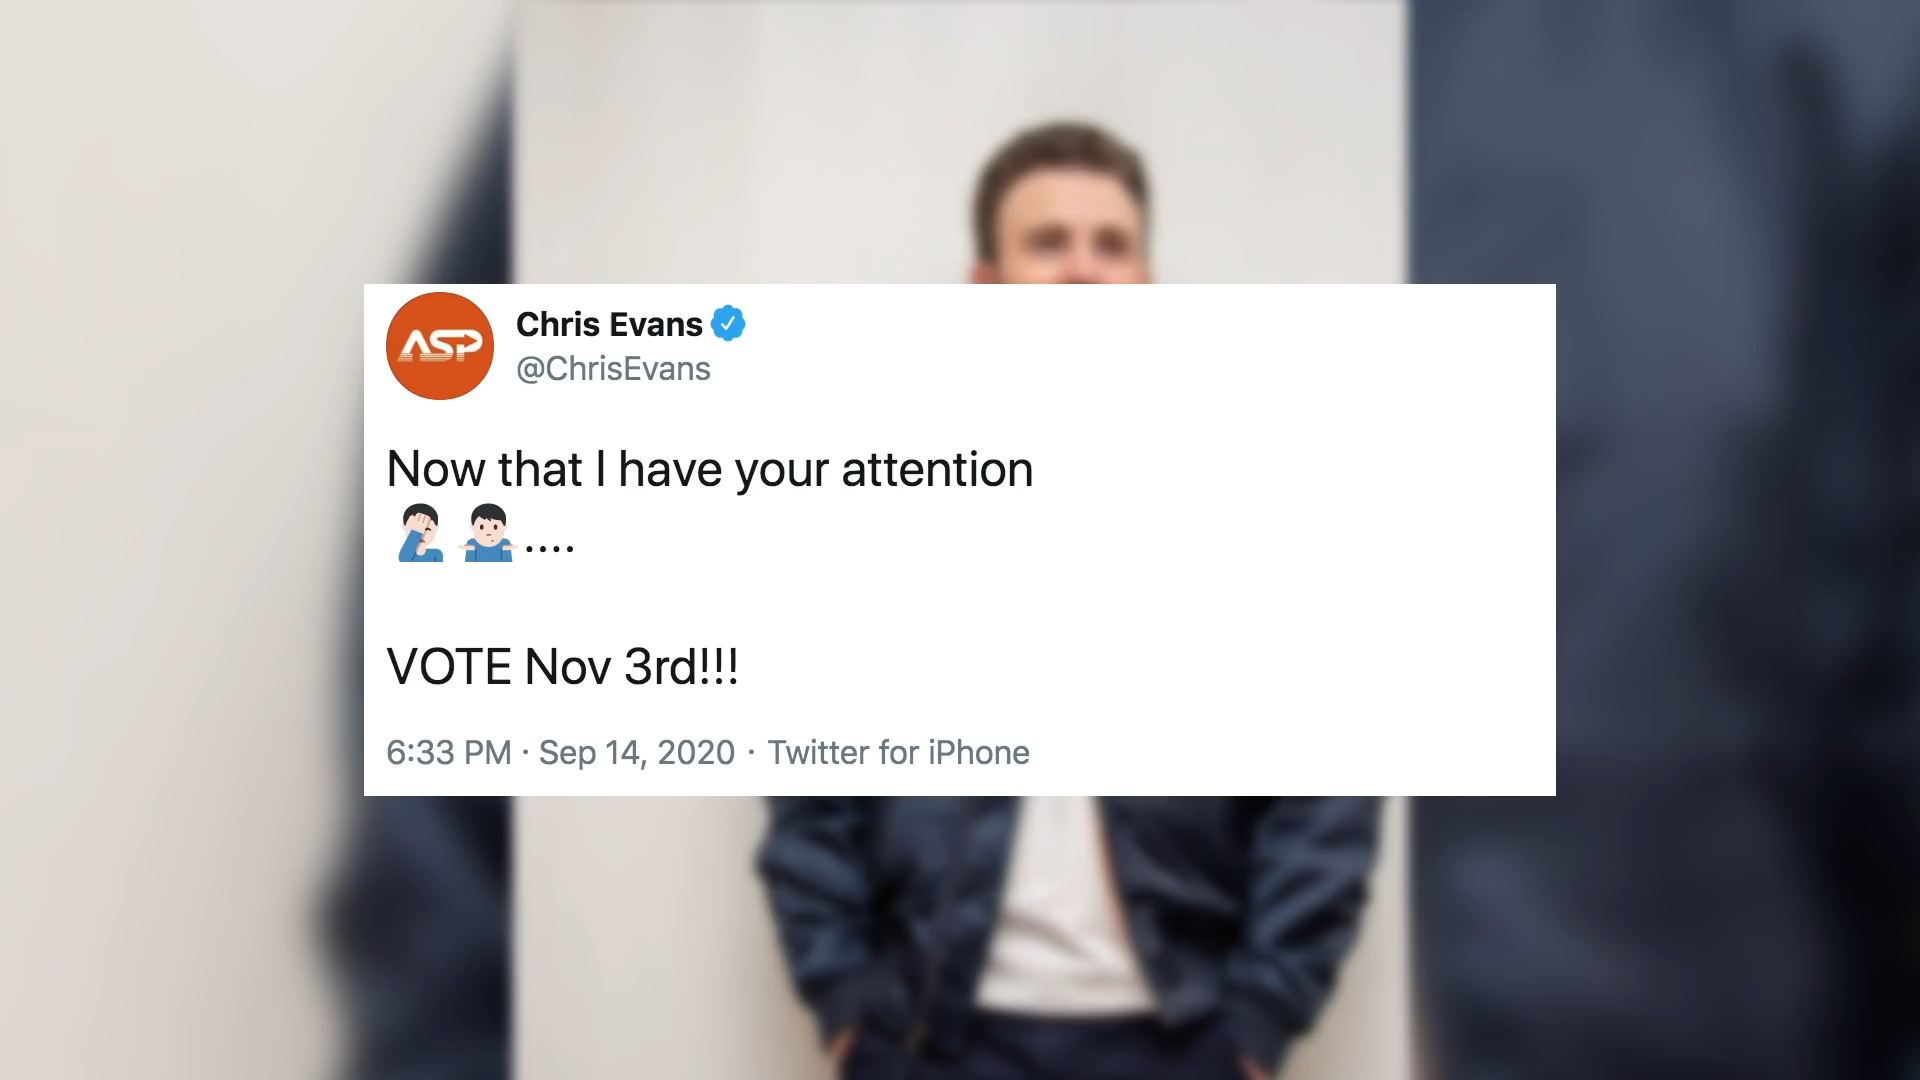 ASP
Chris Evans
@ChrisEvans
Now that I have your attention
🤦🏻‍♂️ 🤷🏻‍♂️....
VOTE Nov 3rd!!!
6:33 PM · Sep 14, 2020 · Twitter for iPhone